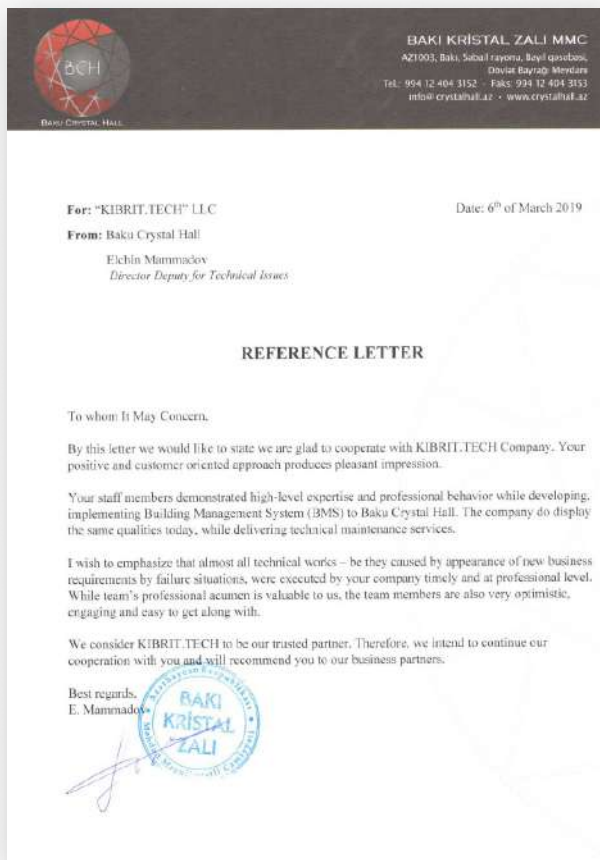 BCH
BAKU CRYSTAL HALL
BAKI KRİSTAL ZALI MMC
AZ1003, Bakı, Səbail rayonu, Bayıl qəsəbəsi,
Dövlət Bayrağı Meydanı
Tel.: 994 12 404 3152 - Faks: 994 12 404 3153
info@crystalhall.az - www.crystalhall.az
For: "KIBRIT.TECH" LLC
Date: 6th of March 2019
From: Baku Crystal Hall
Elchin Mammadov
Director Deputy for Technical Issues
REFERENCE LETTER
To whom It May Concern,
By this letter we would like to state we are glad to cooperate with KIBRIT.TECH Company. Your
positive and customer oriented approach produces pleasant impression.
Your staff members demonstrated high-level expertise and professional behavior while developing,
implementing Building Management System (BMS) to Baku Crystal Hall. The company do display
the same qualities today, while delivering technical maintenance services.
I wish to emphasize that almost all technical works – be they caused by appearance of new business
requirements by failure situations, were executed by your company timely and at professional level.
While team's professional acumen is valuable to us, the team members are also very optimistic,
engaging and easy to get along with.
We consider KIBRIT.TECH to be our trusted partner. Therefore, we intend to continue our
cooperation with you and will recommend you to our business partners.
Best regards,
E. Mammadov
Azərbaycan Respublikası
BAKI
KRİSTAL
ZALI